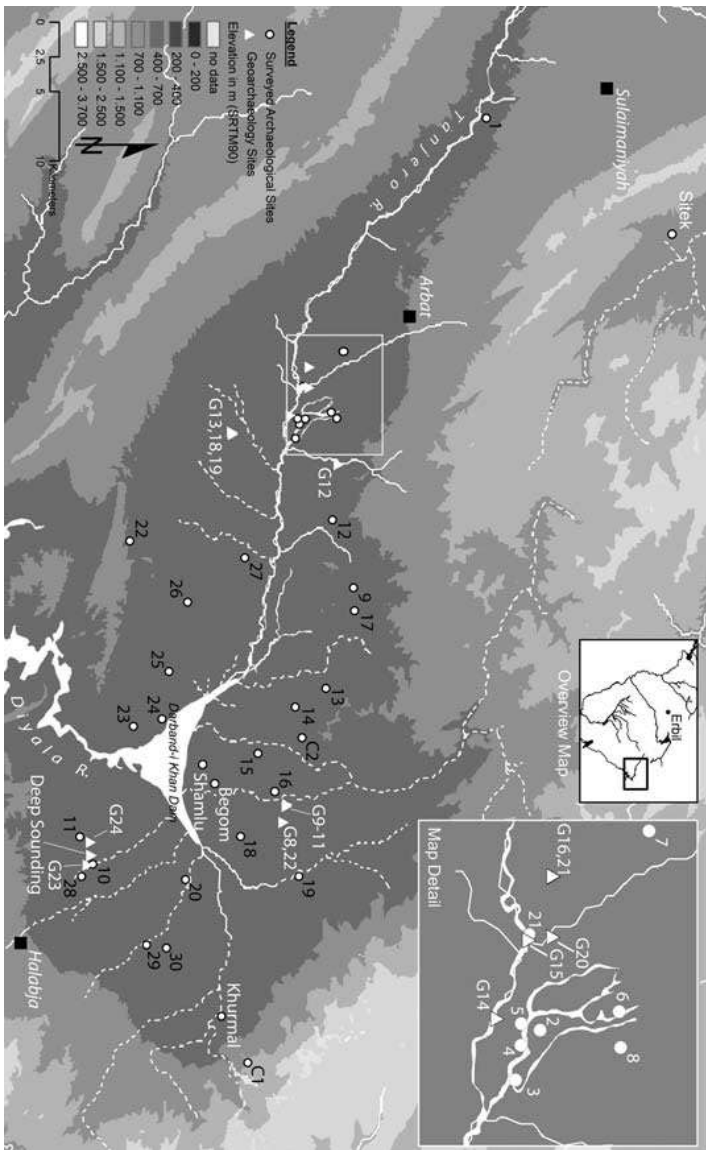 Legend
Surveyed Archaeological Sites
Geoarchaeology Sites
Elevation in m (SRTM90)
no data
0 - 200
200 - 400
400 - 700
700 - 1.100
1.100 - 1.500
1.500 - 2.500
2.500 - 3.700
0
2,5
5
10
Kilometers
N
Sulaimaniyah
Sitek
1
Tanjero R.
Arbat
G13,18,19
G12
12
22
27
26
9
17
25
13
14
C2
24
23
15
16
G9-11
G8,22
Darband-i Khan Dam
Shamlu
Begom
18
19
Diyala R.
Deep Sounding
11
G24
10
G23
28
20
29
30
Halabja
Khurmal
C1
Overview Map
Erbil
Map Detail
7
G16,21
21
G20
G15
G14
6
2
5
4
8
3